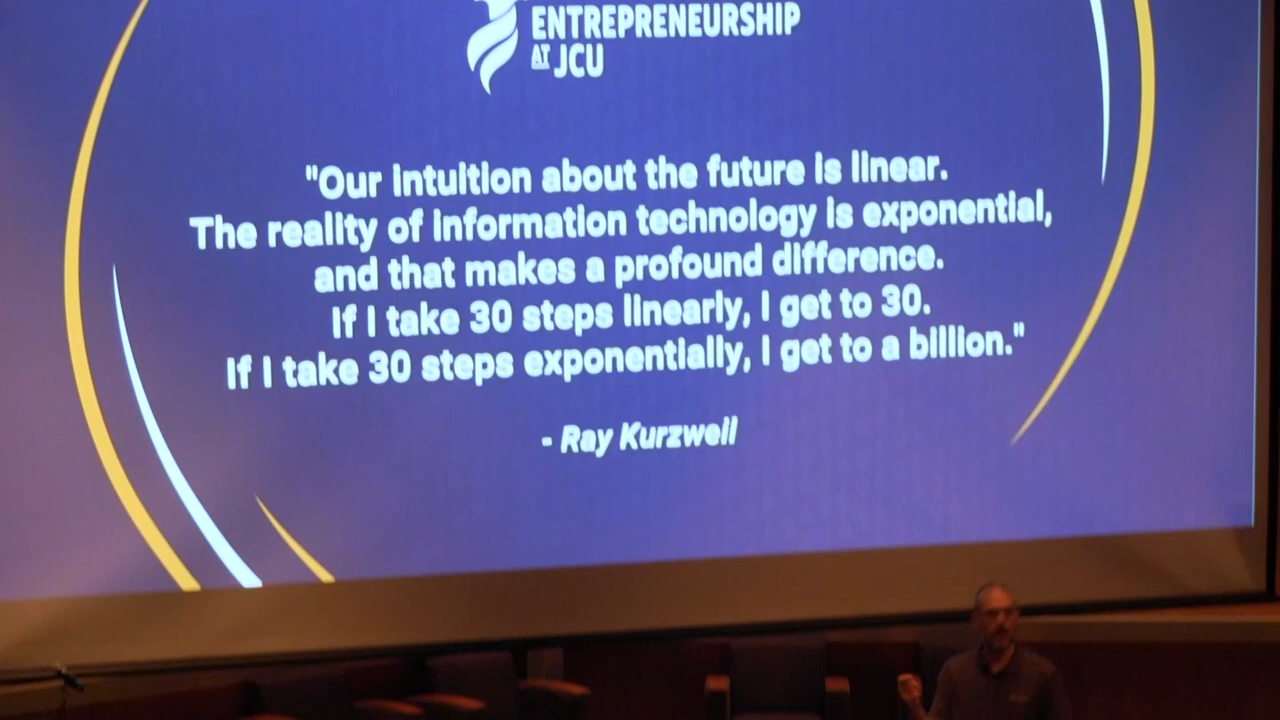 ENTREPRENEURSHIP
AT JCU
"Our intuition about the future is linear.
The reality of information technology is exponential,
and that makes a profound difference.
If I take 30 steps linearly, I get to 30.
If I take 30 steps exponentially, I get to a billion."
- Ray Kurzweil